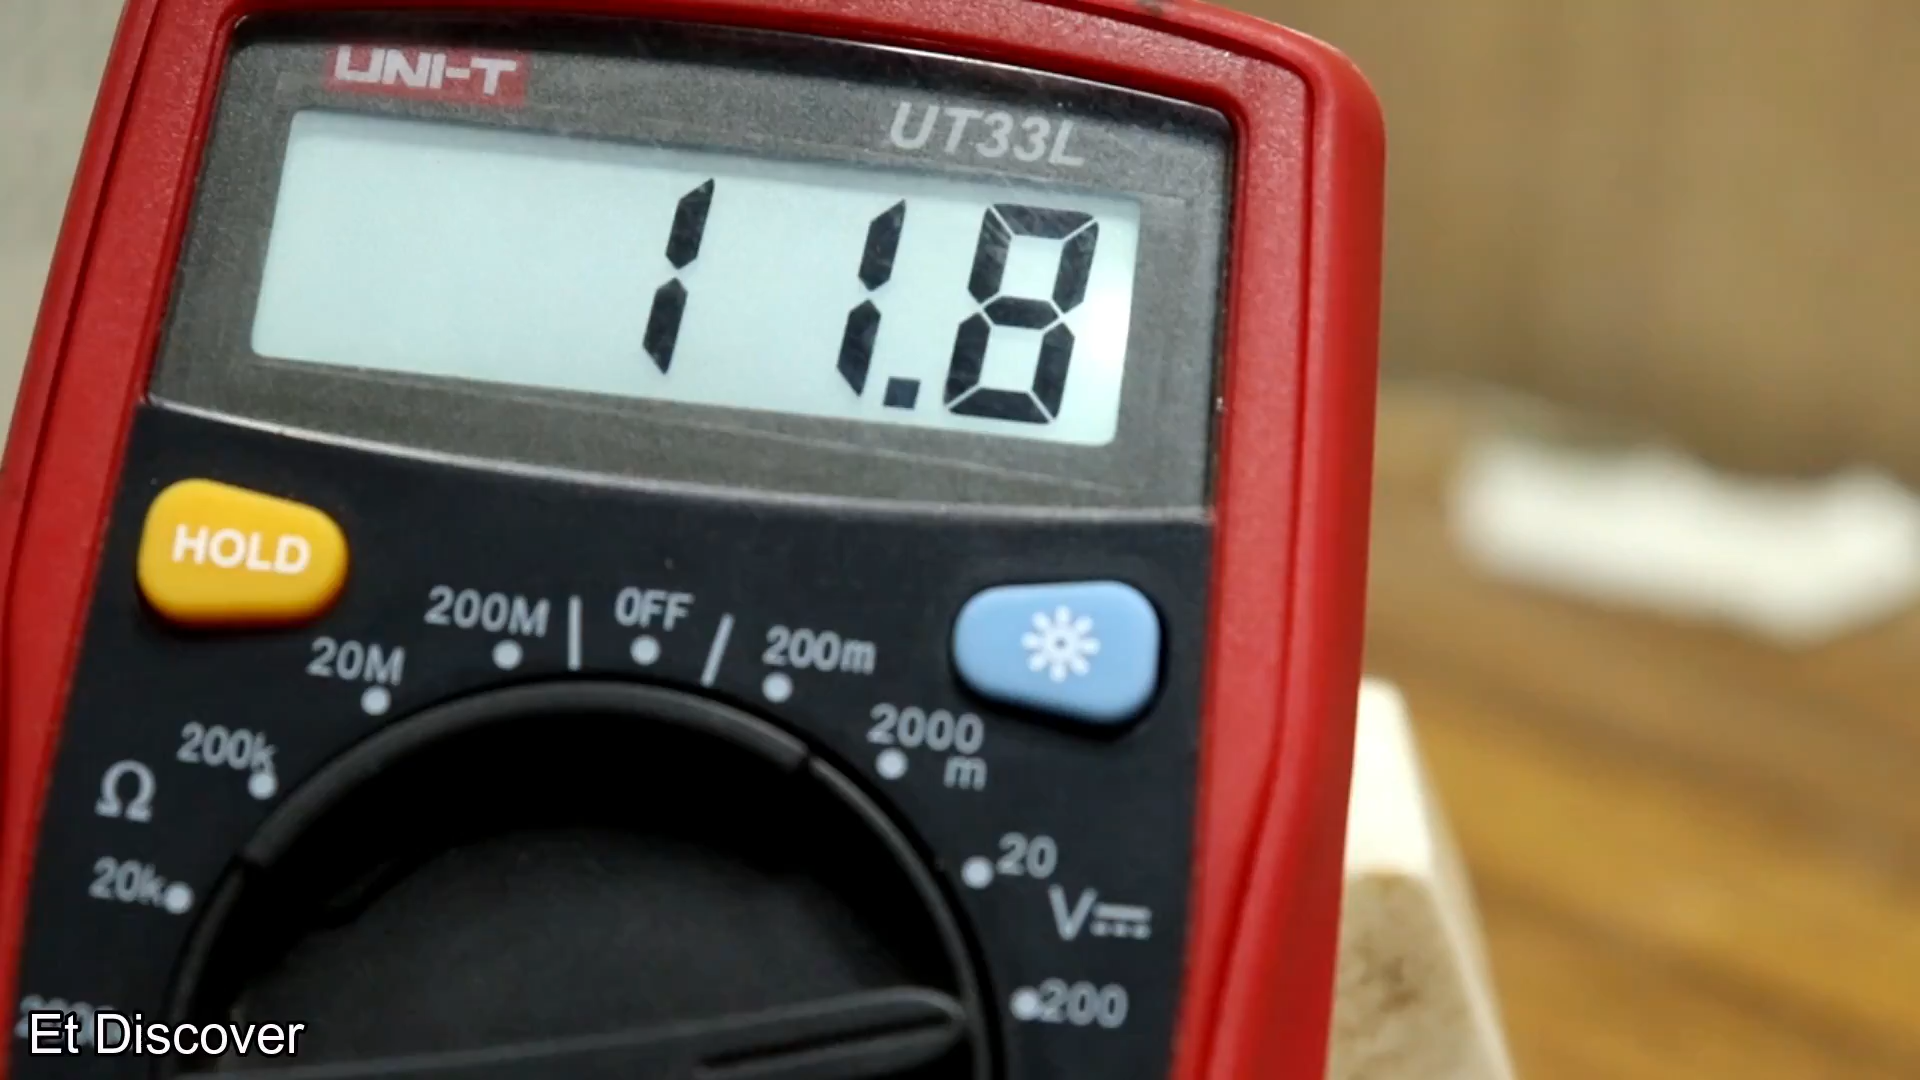 UNI-T
UT33L
11.8
HOLD
200M
OFF
200m
20M
2000
m
200k
Ω
20
V
20k
200
Et Discover